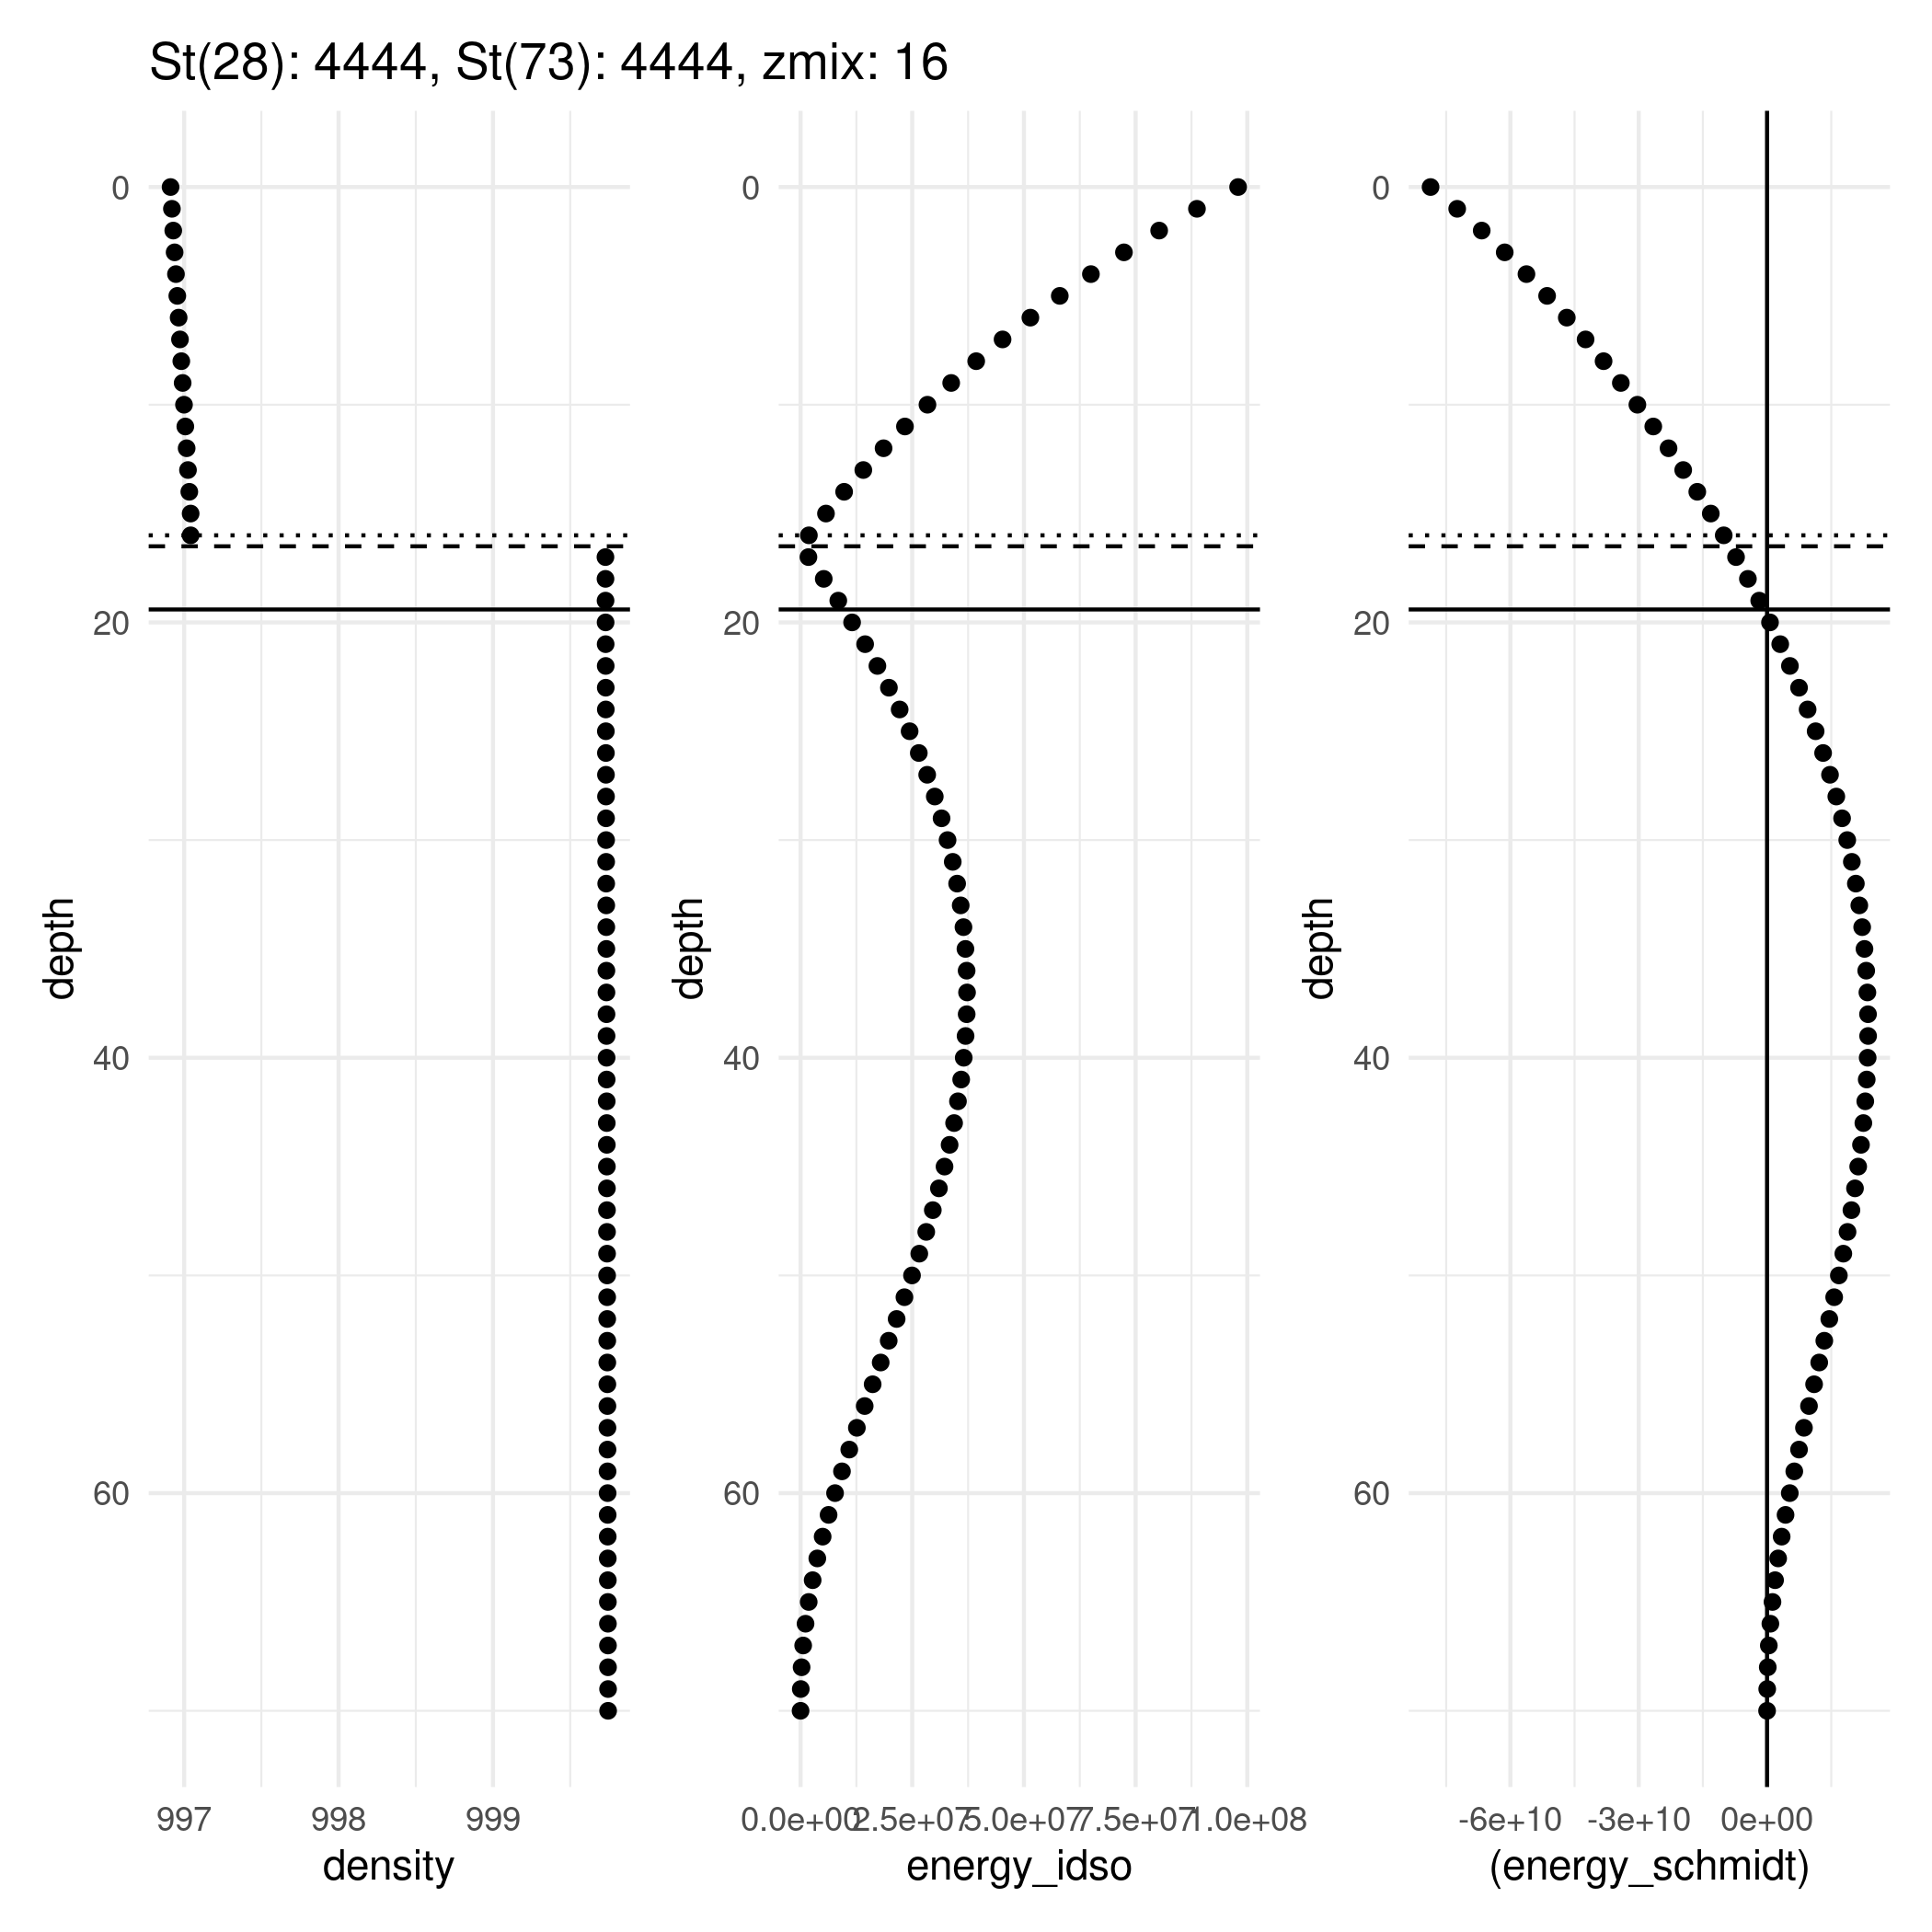 St(28): 4444, St(73): 4444, zmix: 16
0
20
40
60
depth
997 998 999
density
0
20
40
60
depth
0.0e+00 2.5e+07 5.0e+07 7.5e+07 1.0e+08
energy_idso
0
20
40
60
depth
-6e+10 -3e+10 0e+00
(energy_schmidt)